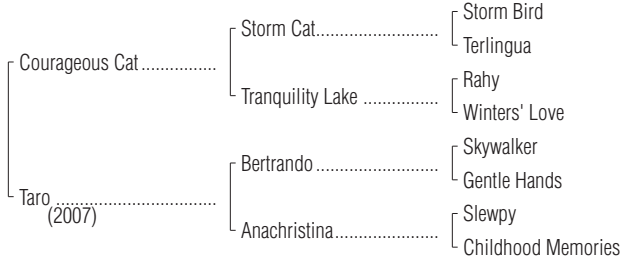 Storm Bird
Storm Cat..............................
Terlingua
Courageous Cat ................
Rahy
Tranquility Lake ..................
Winters' Love
Skywalker
Bertrando ..............................
Gentle Hands
Taro .......................................
(2007)
Slewpy
Anachristina.........................
Childhood Memories